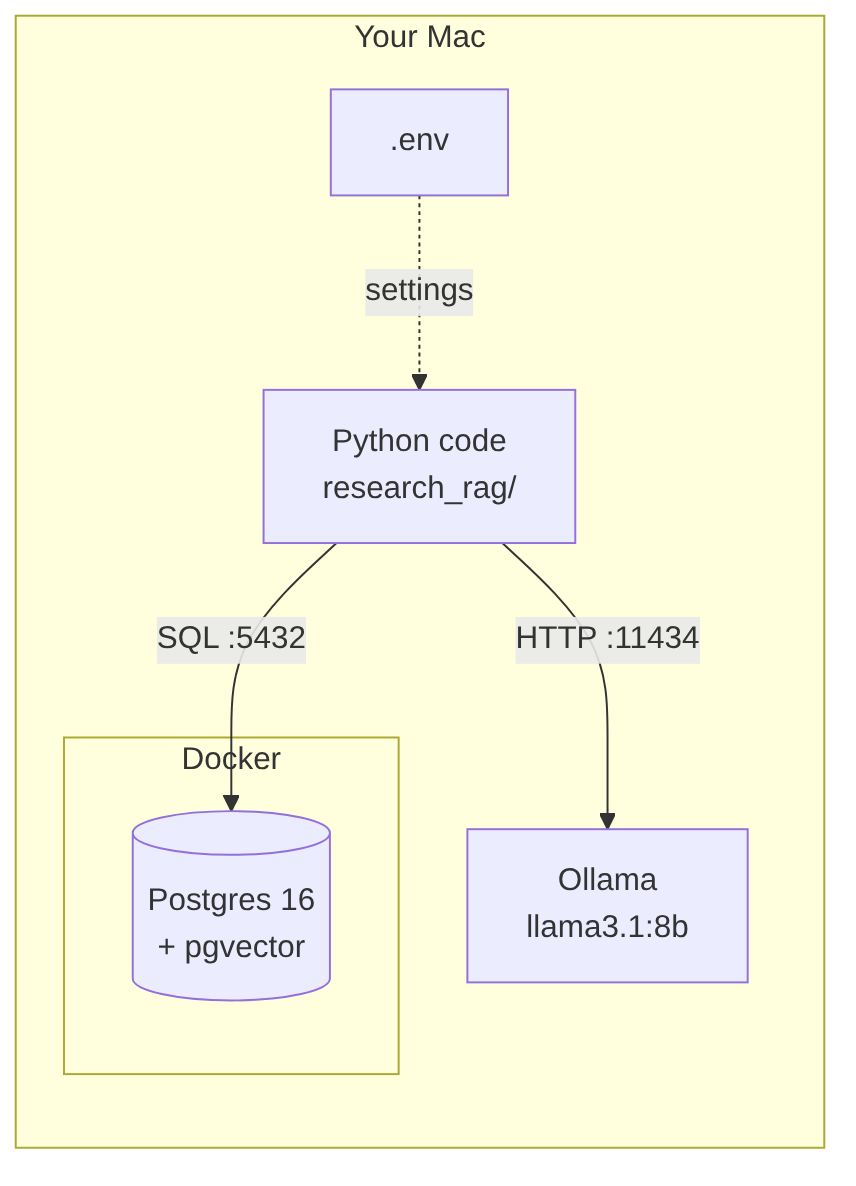 Your Mac
.env
settings
Python code
research_rag/
SQL :5432
HTTP :11434
Docker
Postgres 16
+ pgvector
Ollama
llama3.1:8b